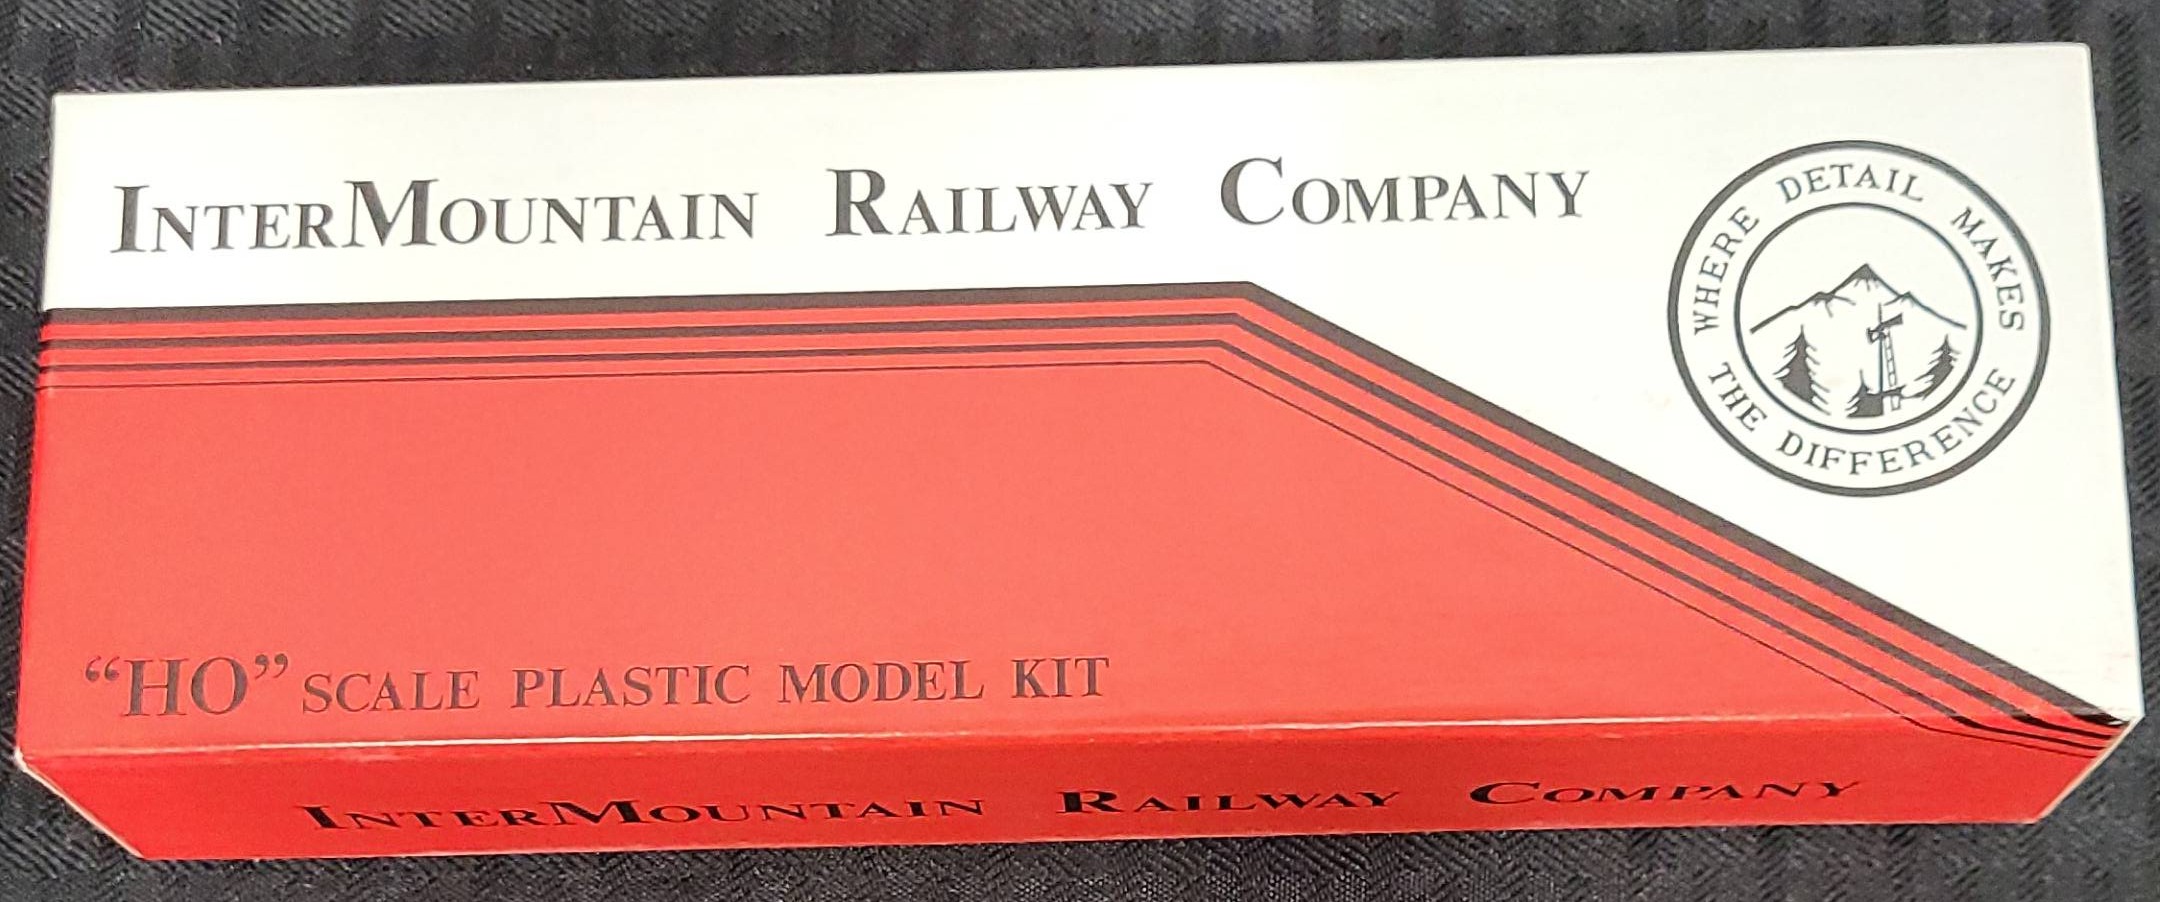 INTERMOUNTAIN RAILWAY COMPANY
WHERE DETAIL MAKES
THE DIFFERENCE
“HO” SCALE PLASTIC MODEL KIT
INTERMOUNTAIN RAILWAY COMPANY